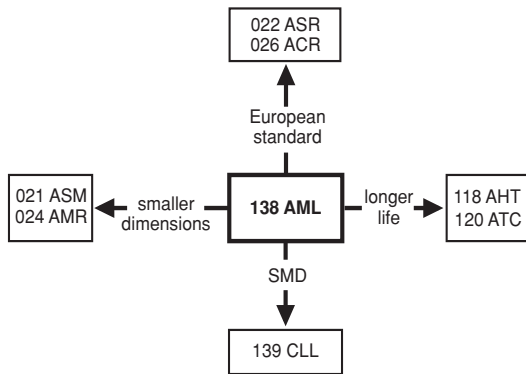 022 ASR
026 ACR
European
standard
021 ASM
024 AMR
smaller
dimensions
138 AML
longer
life
118 AHT
120 ATC
SMD
139 CLL